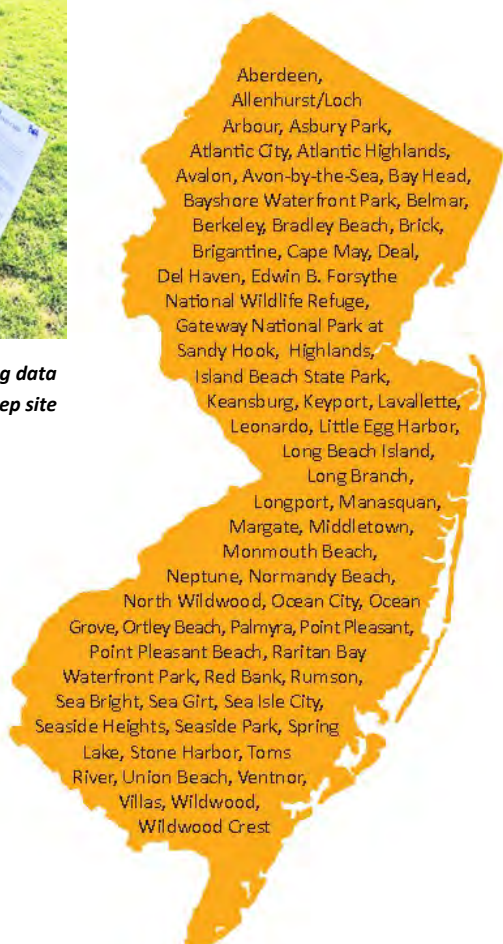 Aberdeen,
Allenhurst/Loch
Arbour, Asbury Park,
Atlantic City, Atlantic Highlands,
Avalon, Avon-by-the-Sea, Bay Head,
Bayshore Waterfront Park, Belmar,
Berkeley, Bradley Beach, Brick,
Brigantine, Cape May, Deal,
Del Haven, Edwin B. Forsythe
National Wildlife Refuge,
Gateway National Park at
Sandy Hook, Highlands,
Island Beach State Park,
Keansburg, Keyport, Lavallette,
Leonardo, Little Egg Harbor,
Long Beach Island,
Long Branch,
Longport, Manasquan,
Margate, Middletown,
Monmouth Beach,
Neptune, Normandy Beach,
North Wildwood, Ocean City, Ocean
Grove, Ortley Beach, Palmyra, Point Pleasant,
Point Pleasant Beach, Raritan Bay
Waterfront Park, Red Bank, Rumson,
Sea Bright, Sea Girt, Sea Isle City,
Seaside Heights, Seaside Park, Spring
Lake, Stone Harbor, Toms
River, Union Beach, Ventnor,
Villas, Wildwood,
Wildwood Crest
g data
ep site